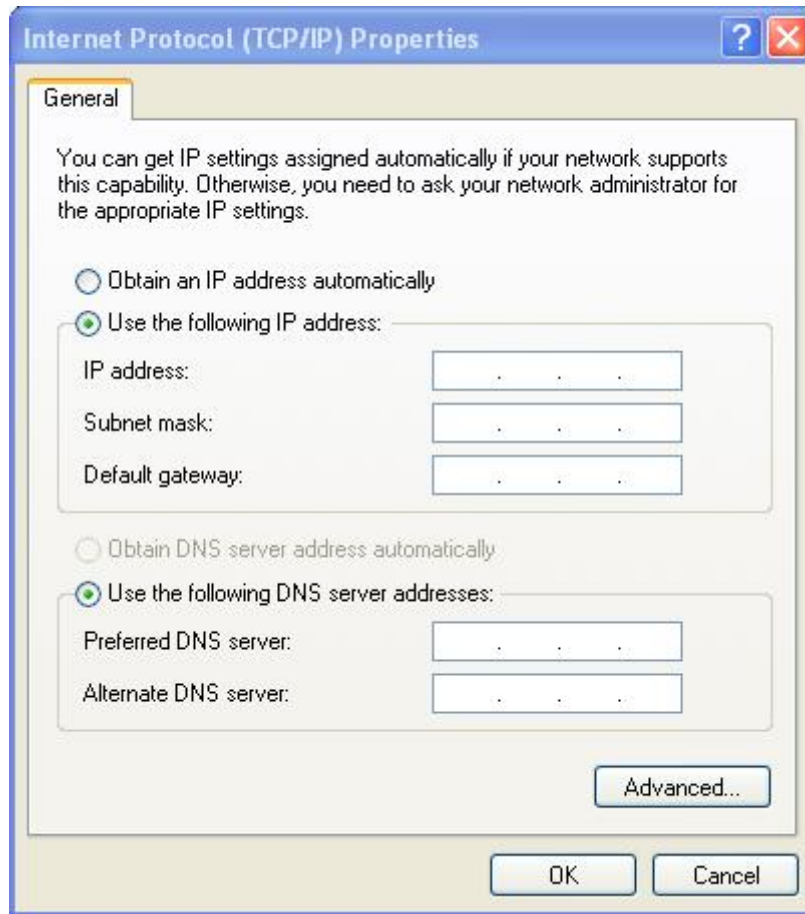 Internet Protocol (TCP/IP) Properties
?
General
You can get IP settings assigned automatically if your network supports
this capability. Otherwise, you need to ask your network administrator for
the appropriate IP settings.
Obtain an IP address automatically
Use the following IP address:
IP address: . . .
Subnet mask: . . .
Default gateway: . . .
Obtain DNS server address automatically
Use the following DNS server addresses:
Preferred DNS server: . . .
Alternate DNS server: . . .
Advanced...
OK Cancel